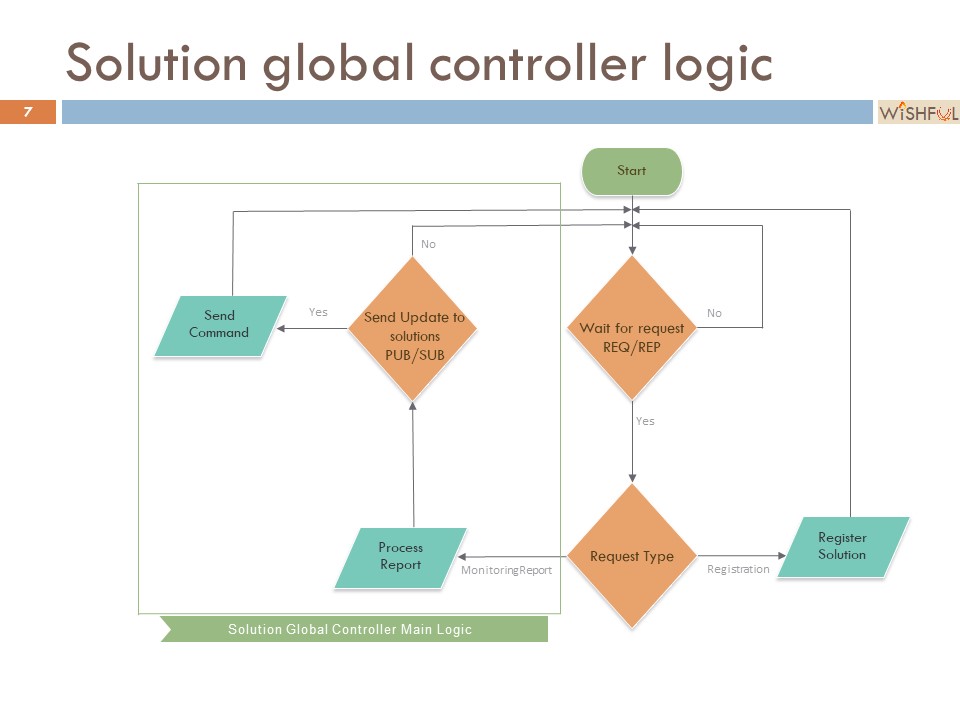 Solution global controller logic
7
WiSHFUL
Start
No
Send
Command
Yes
Send Update to
solutions
PUB/SUB
Wait for request
REQ/REP
No
Yes
Process
Report
MonitoringReport
Request Type
Registration
Register
Solution
Solution Global Controller Main Logic